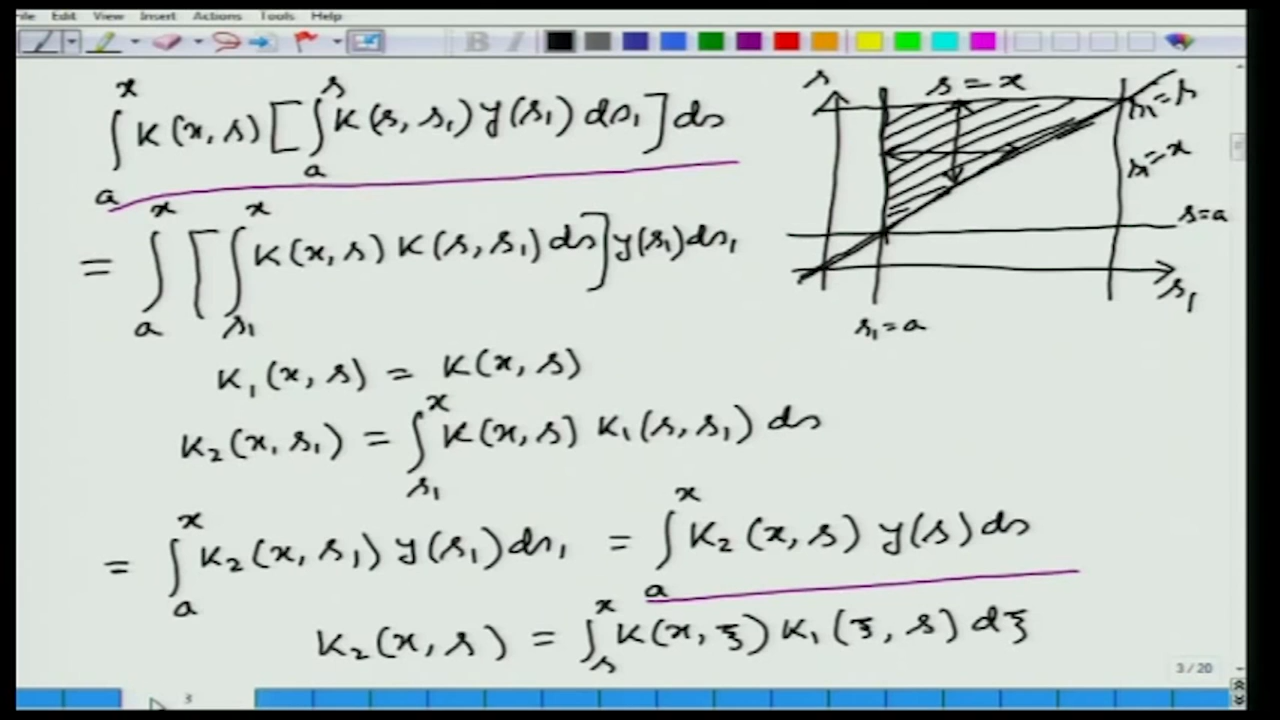 File Edit View Insert Actions Tools Help
B I
∫_a^x K(x, s) [∫_a^s K(s, s₁) y(s₁) ds₁] ds
= ∫_a^x [∫_{s₁}^x K(x, s) K(s, s₁) ds] y(s₁) ds₁
K₁(x, s) = K(x, s)
K₂(x, s₁) = ∫_{s₁}^x K(x, s) K₁(s, s₁) ds
= ∫_a^x K₂(x, s₁) y(s₁) ds₁ = ∫_a^x K₂(x, s) y(s) ds
K₂(x, s) = ∫_s^x K(x, ξ) K₁(ξ, s) dξ
s
s = x
s₁ = s
s₁ = x
s = a
s₁
s₁ = a
3 / 20
3